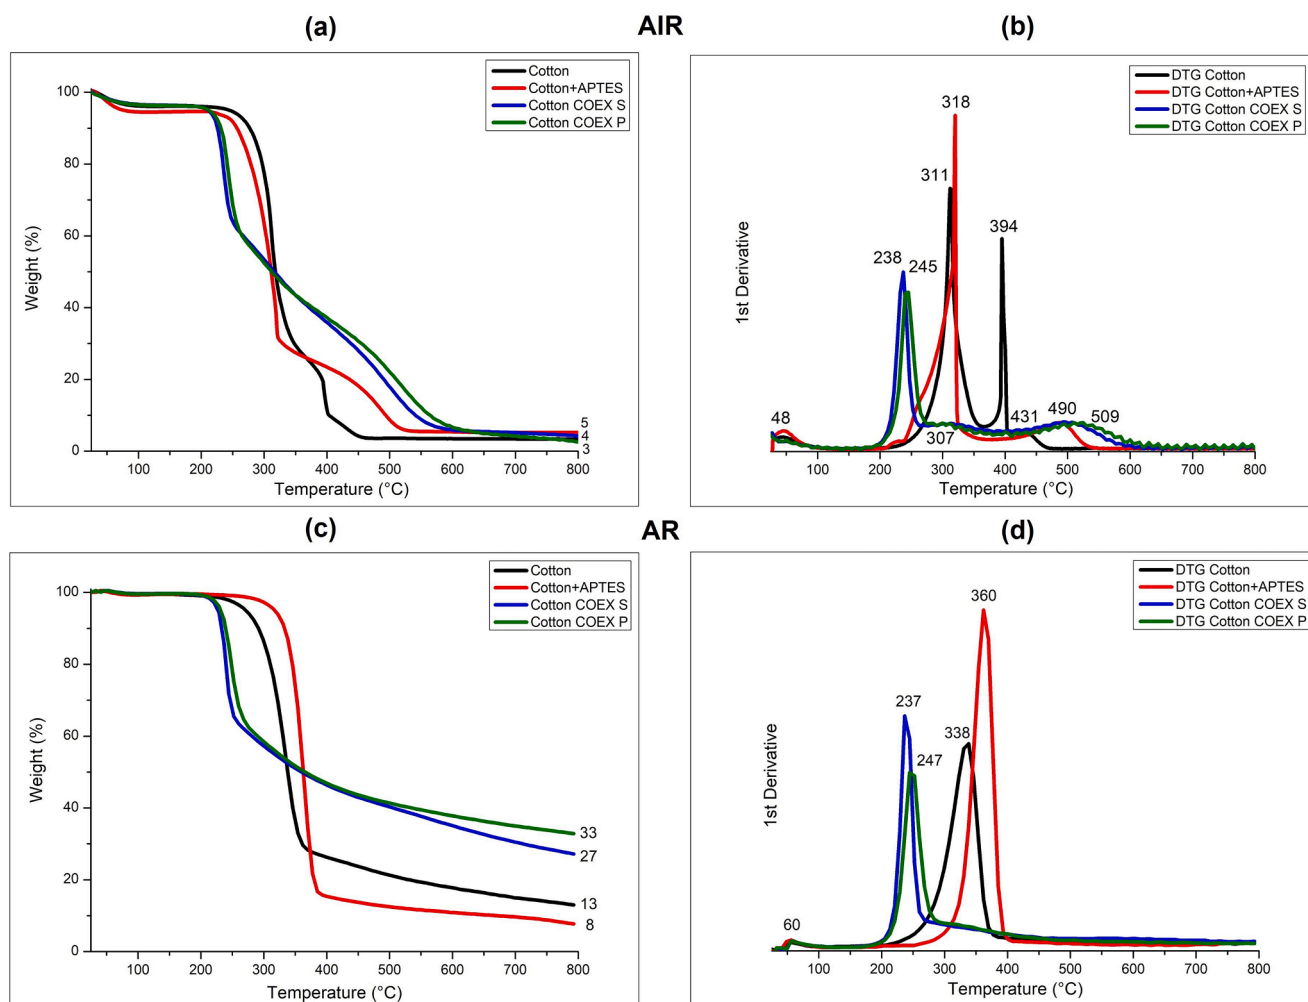 (a) AIR (b)
Cotton
Cotton+APTES
Cotton COEX S
Cotton COEX P
Weight (%)
100
80
60
40
20
0
5
4
3
100 200 300 400 500 600 700 800
Temperature (°C)
DTG Cotton
DTG Cotton+APTES
DTG Cotton COEX S
DTG Cotton COEX P
1st Derivative
318
311
394
238 245
48
307
431 490 509
100 200 300 400 500 600 700 800
Temperature (°C)
(c) AR (d)
Cotton
Cotton+APTES
Cotton COEX S
Cotton COEX P
Weight (%)
100
80
60
40
20
0
33
27
13
8
100 200 300 400 500 600 700 800
Temperature (°C)
DTG Cotton
DTG Cotton+APTES
DTG Cotton COEX S
DTG Cotton COEX P
1st Derivative
360
237
338
247
60
100 200 300 400 500 600 700 800
Temperature (°C)